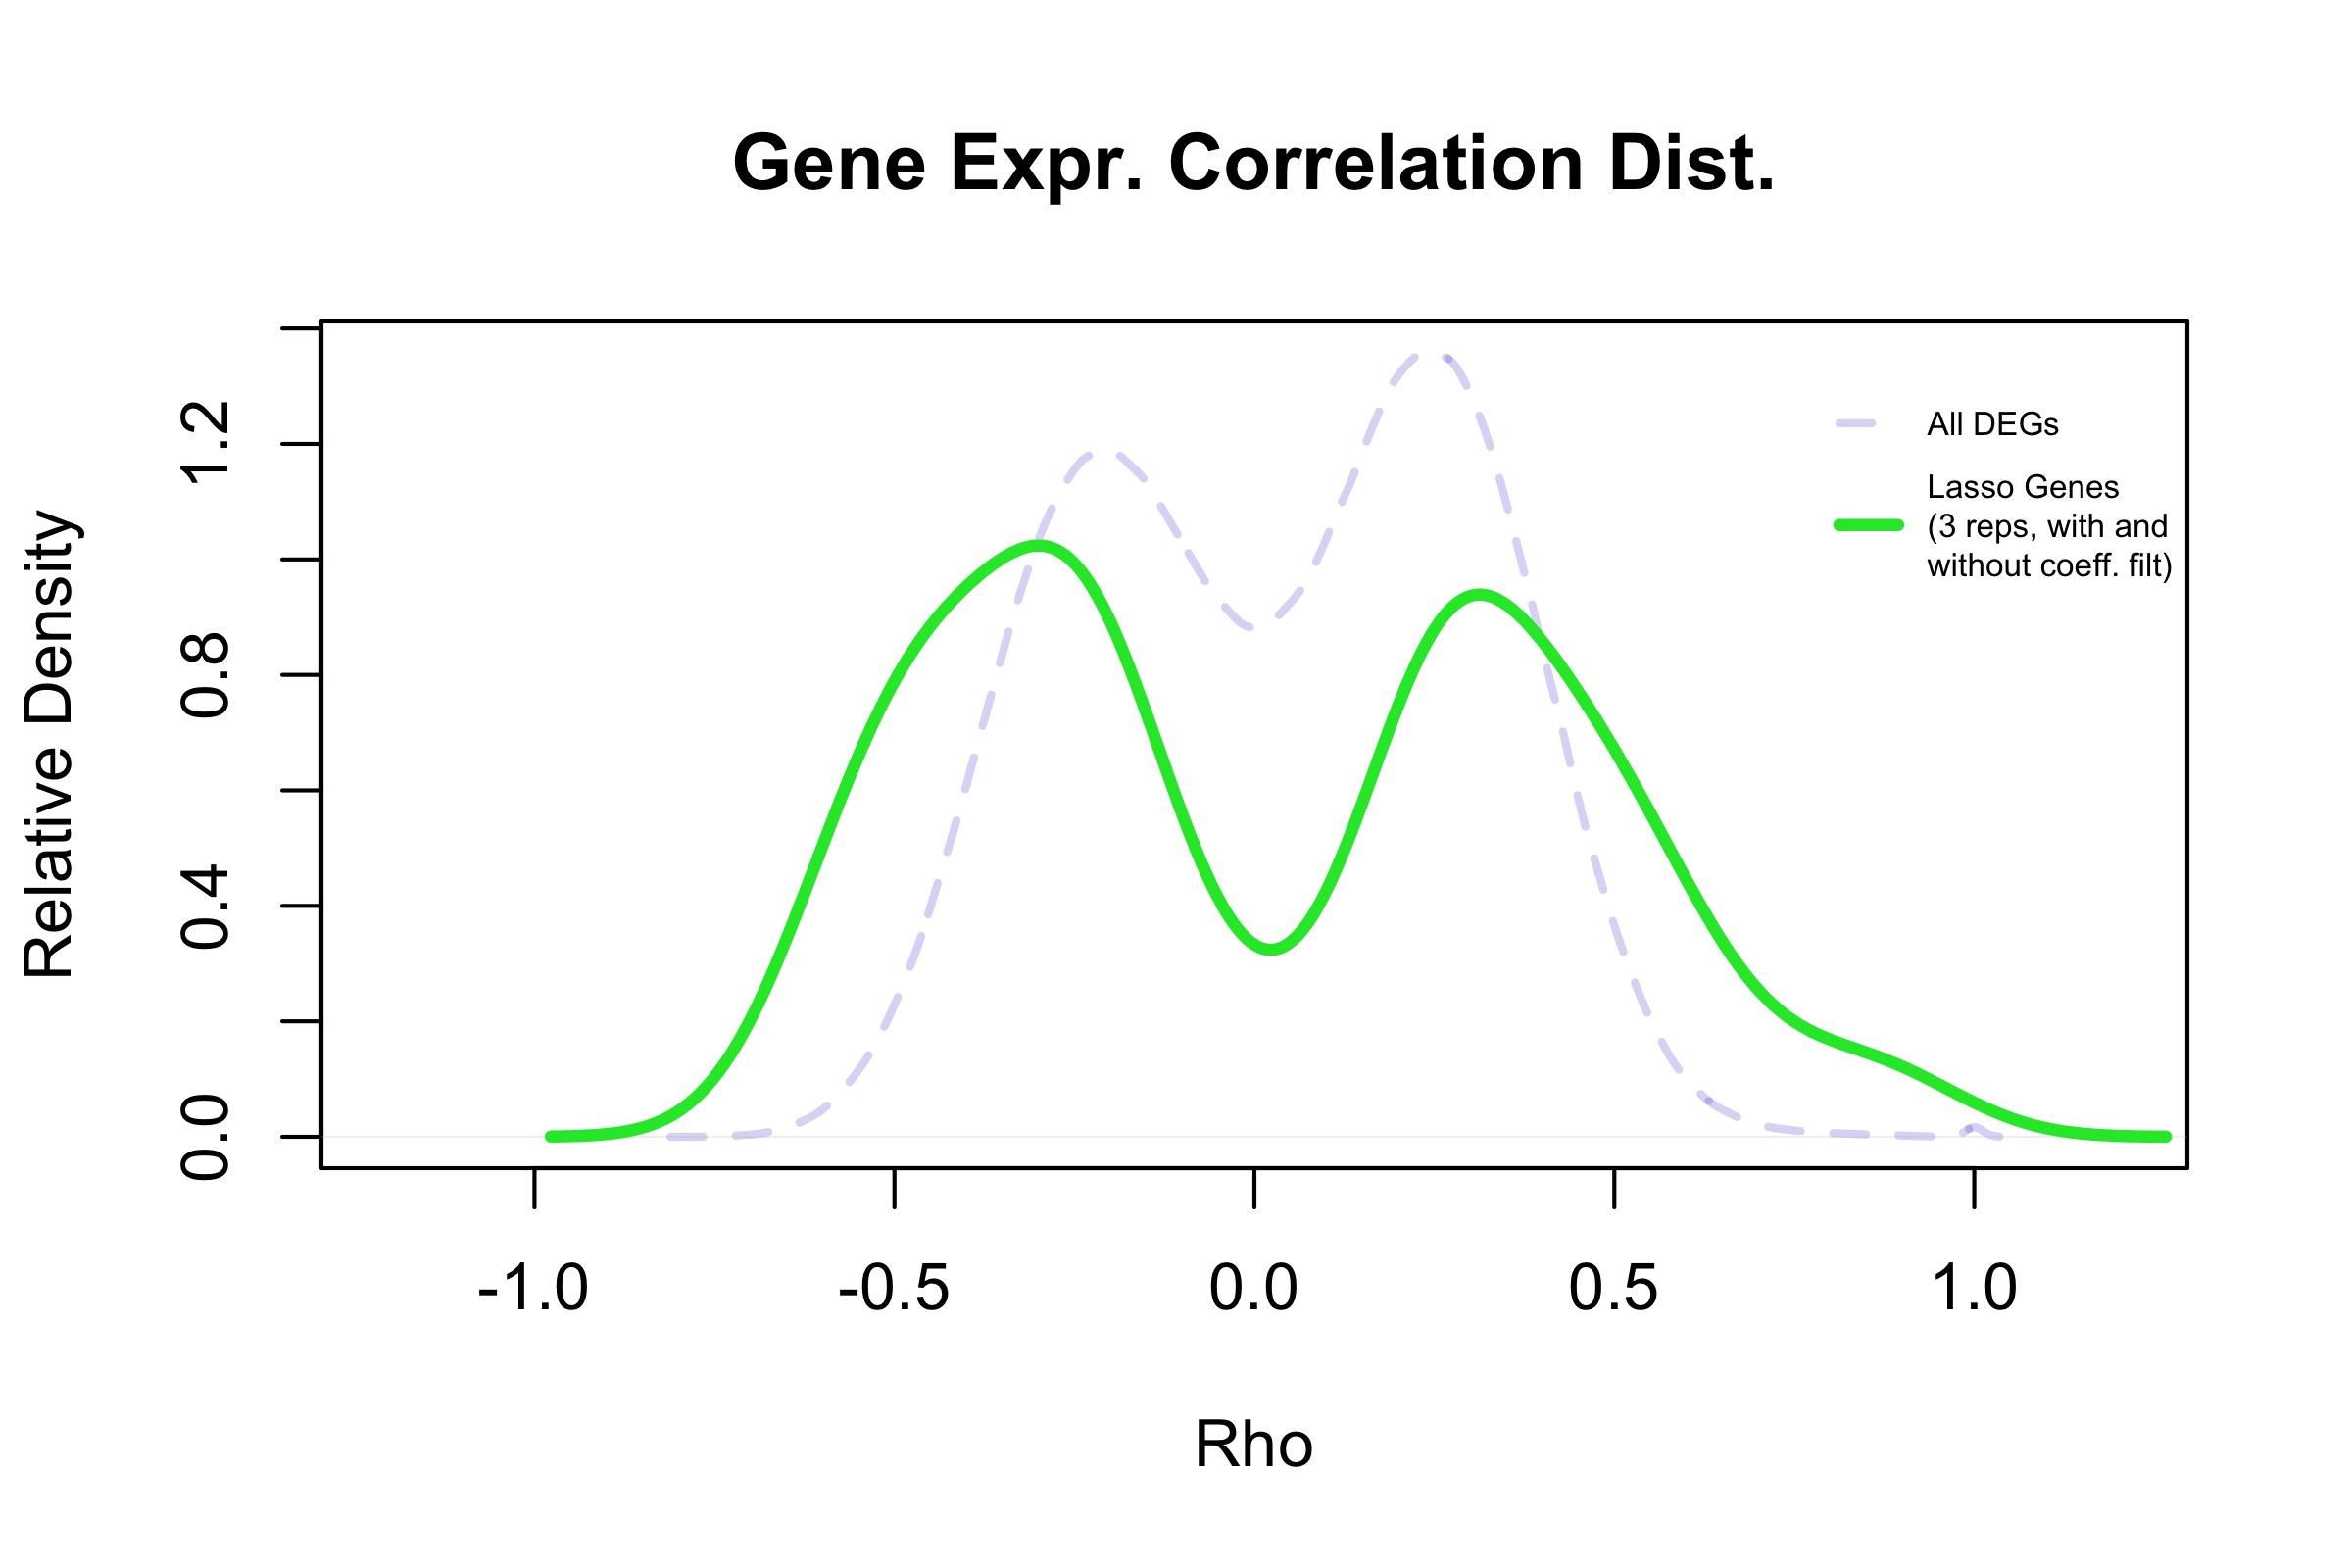 Gene Expr. Correlation Dist.
Relative Density
1.2
0.8
0.4
0.0
All DEGs
Lasso Genes
(3 reps, with and
without coeff. filt)
-1.0 -0.5 0.0 0.5 1.0
Rho